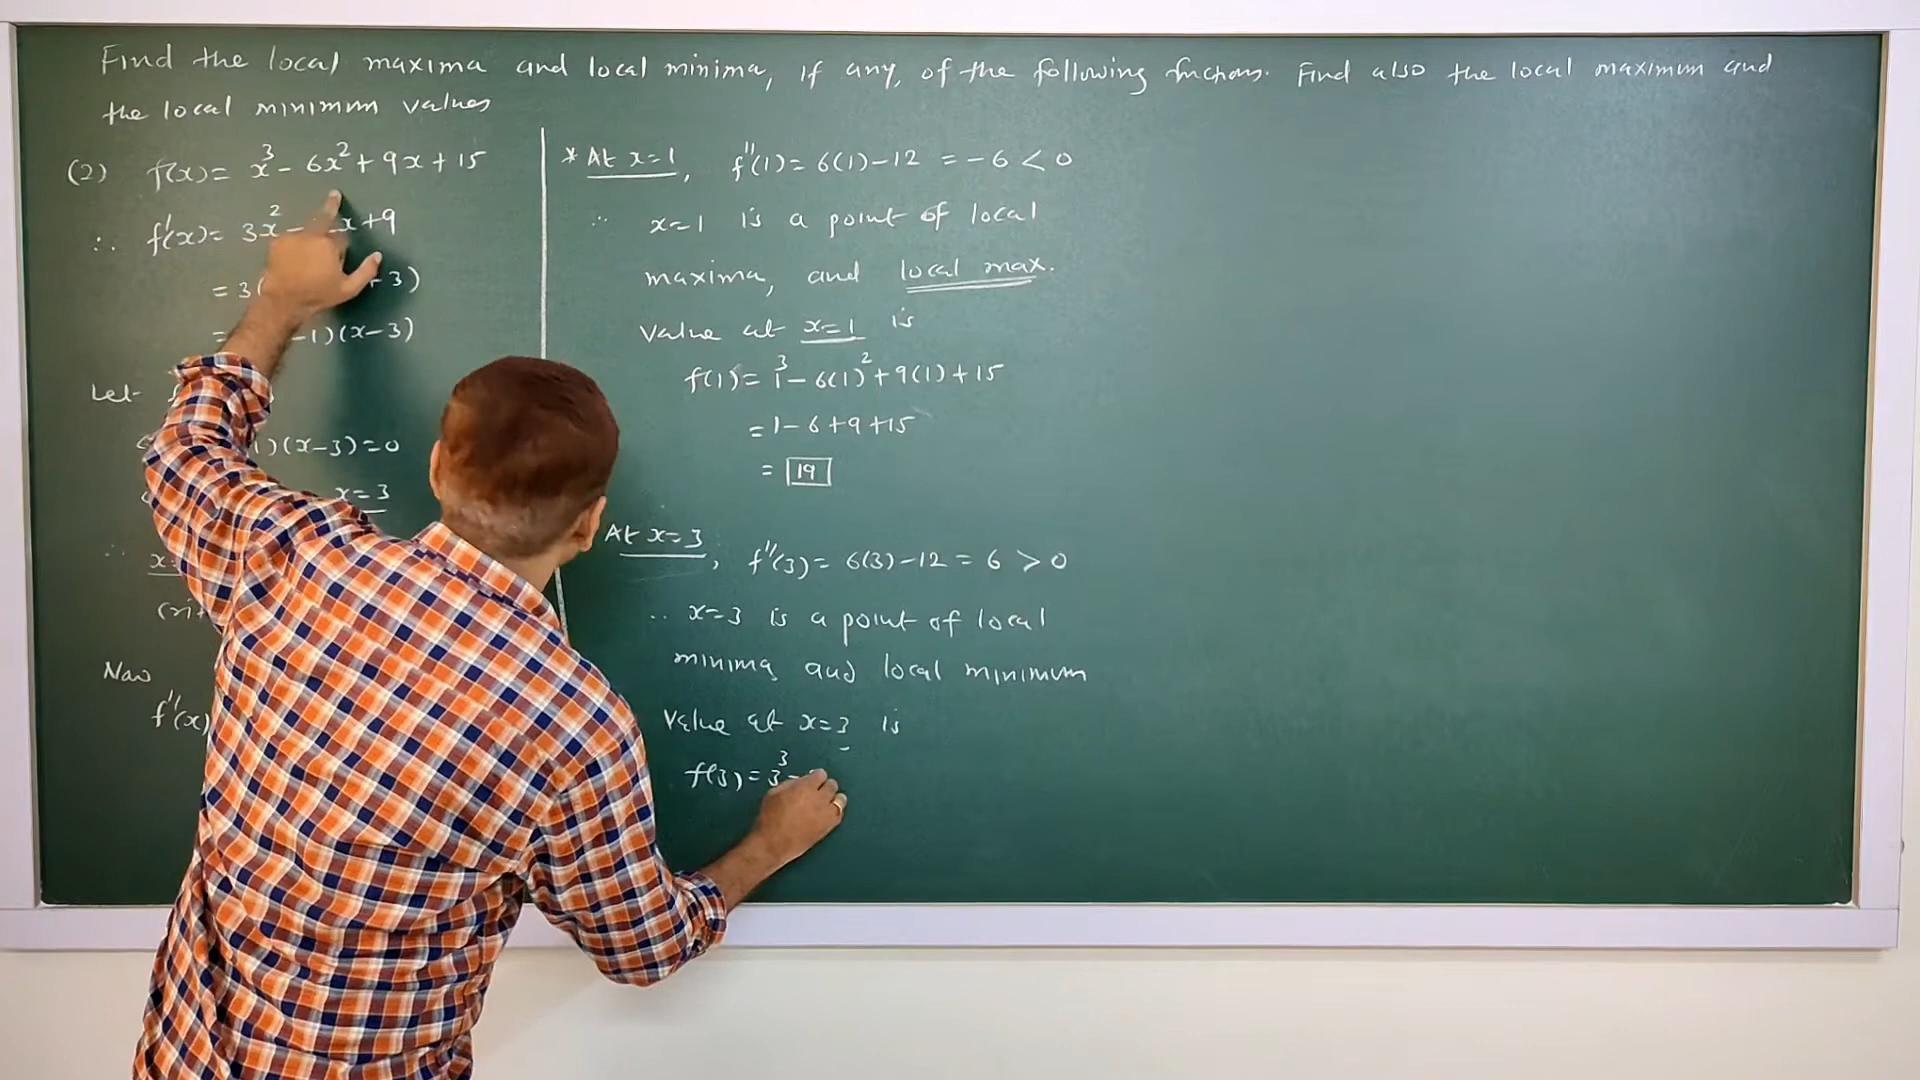 Find the local maxima and local minima, if any, of the following functions. Find also the local maximum and
the local minimum values
(2) f(x) = x³ - 6x² + 9x + 15
∴ f'(x) = 3x² - x + 9
= 3( 3)
= -1)(x-3)
Let
)(x-3) = 0
x = 3
∴ x
Now
f''(x)
* At x=1, f''(1) = 6(1) - 12 = -6 < 0
∴ x=1 is a point of local
maxima, and local max.
value at x=1 is
f(1) = 1³ - 6(1)² + 9(1) + 15
= 1 - 6 + 9 + 15
= 19
At x=3, f''(3) = 6(3) - 12 = 6 > 0
∴ x=3 is a point of local
minima and local minimum
value at x=3 is
f(3) = 3³ -